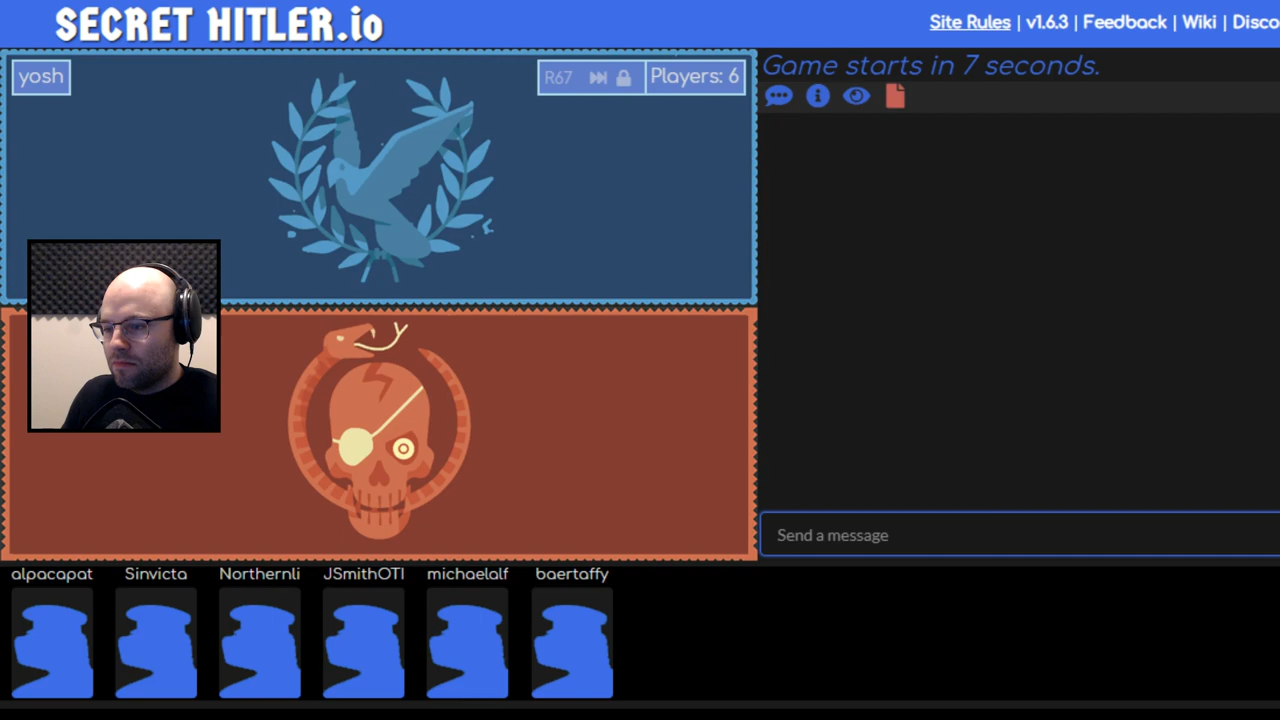 SECRET HITLER.io
Site Rules | v1.6.3 | Feedback | Wiki | Disco
yosh
R67
Players: 6
Game starts in 7 seconds.
Send a message
alpacapat Sinvicta Northernli JSmithOTI michaelalf baertaffy